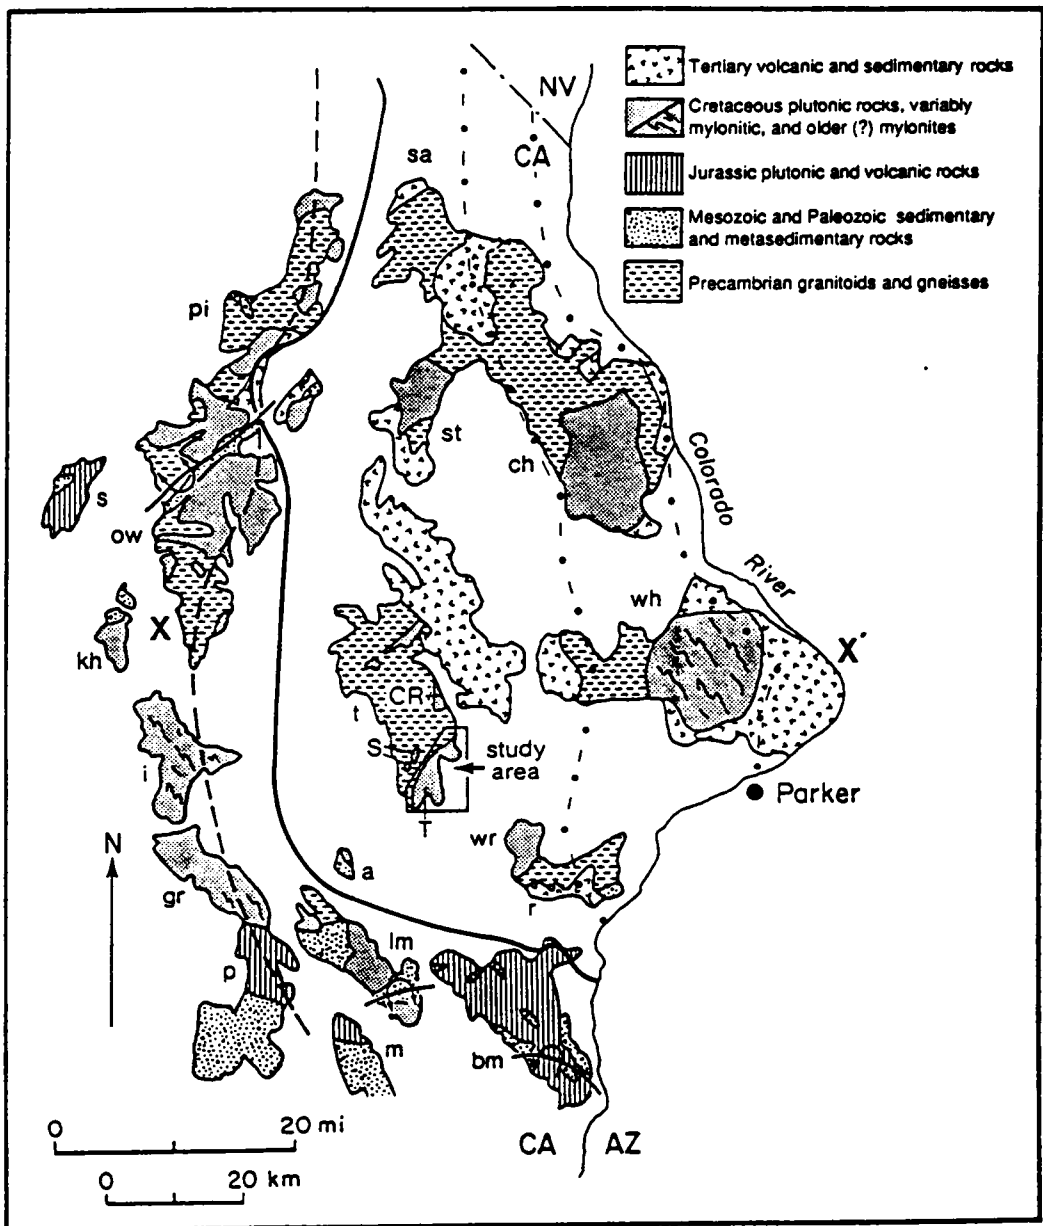 NV
CA
Tertiary volcanic and sedimentary rocks
Cretaceous plutonic rocks, variably
mylonitic, and older (?) mylonites
Jurassic plutonic and volcanic rocks
Mesozoic and Paleozoic sedimentary
and metasedimentary rocks
Precambrian granitoids and gneisses
sa
pi
st
ch
Colorado
River
s
ow
wh
X
X´
kh
CR
t
S
study
area
i
T
Parker
N
wr
gr
a
r
lm
p
m
bm
0 20 mi
0 20 km
CA AZ